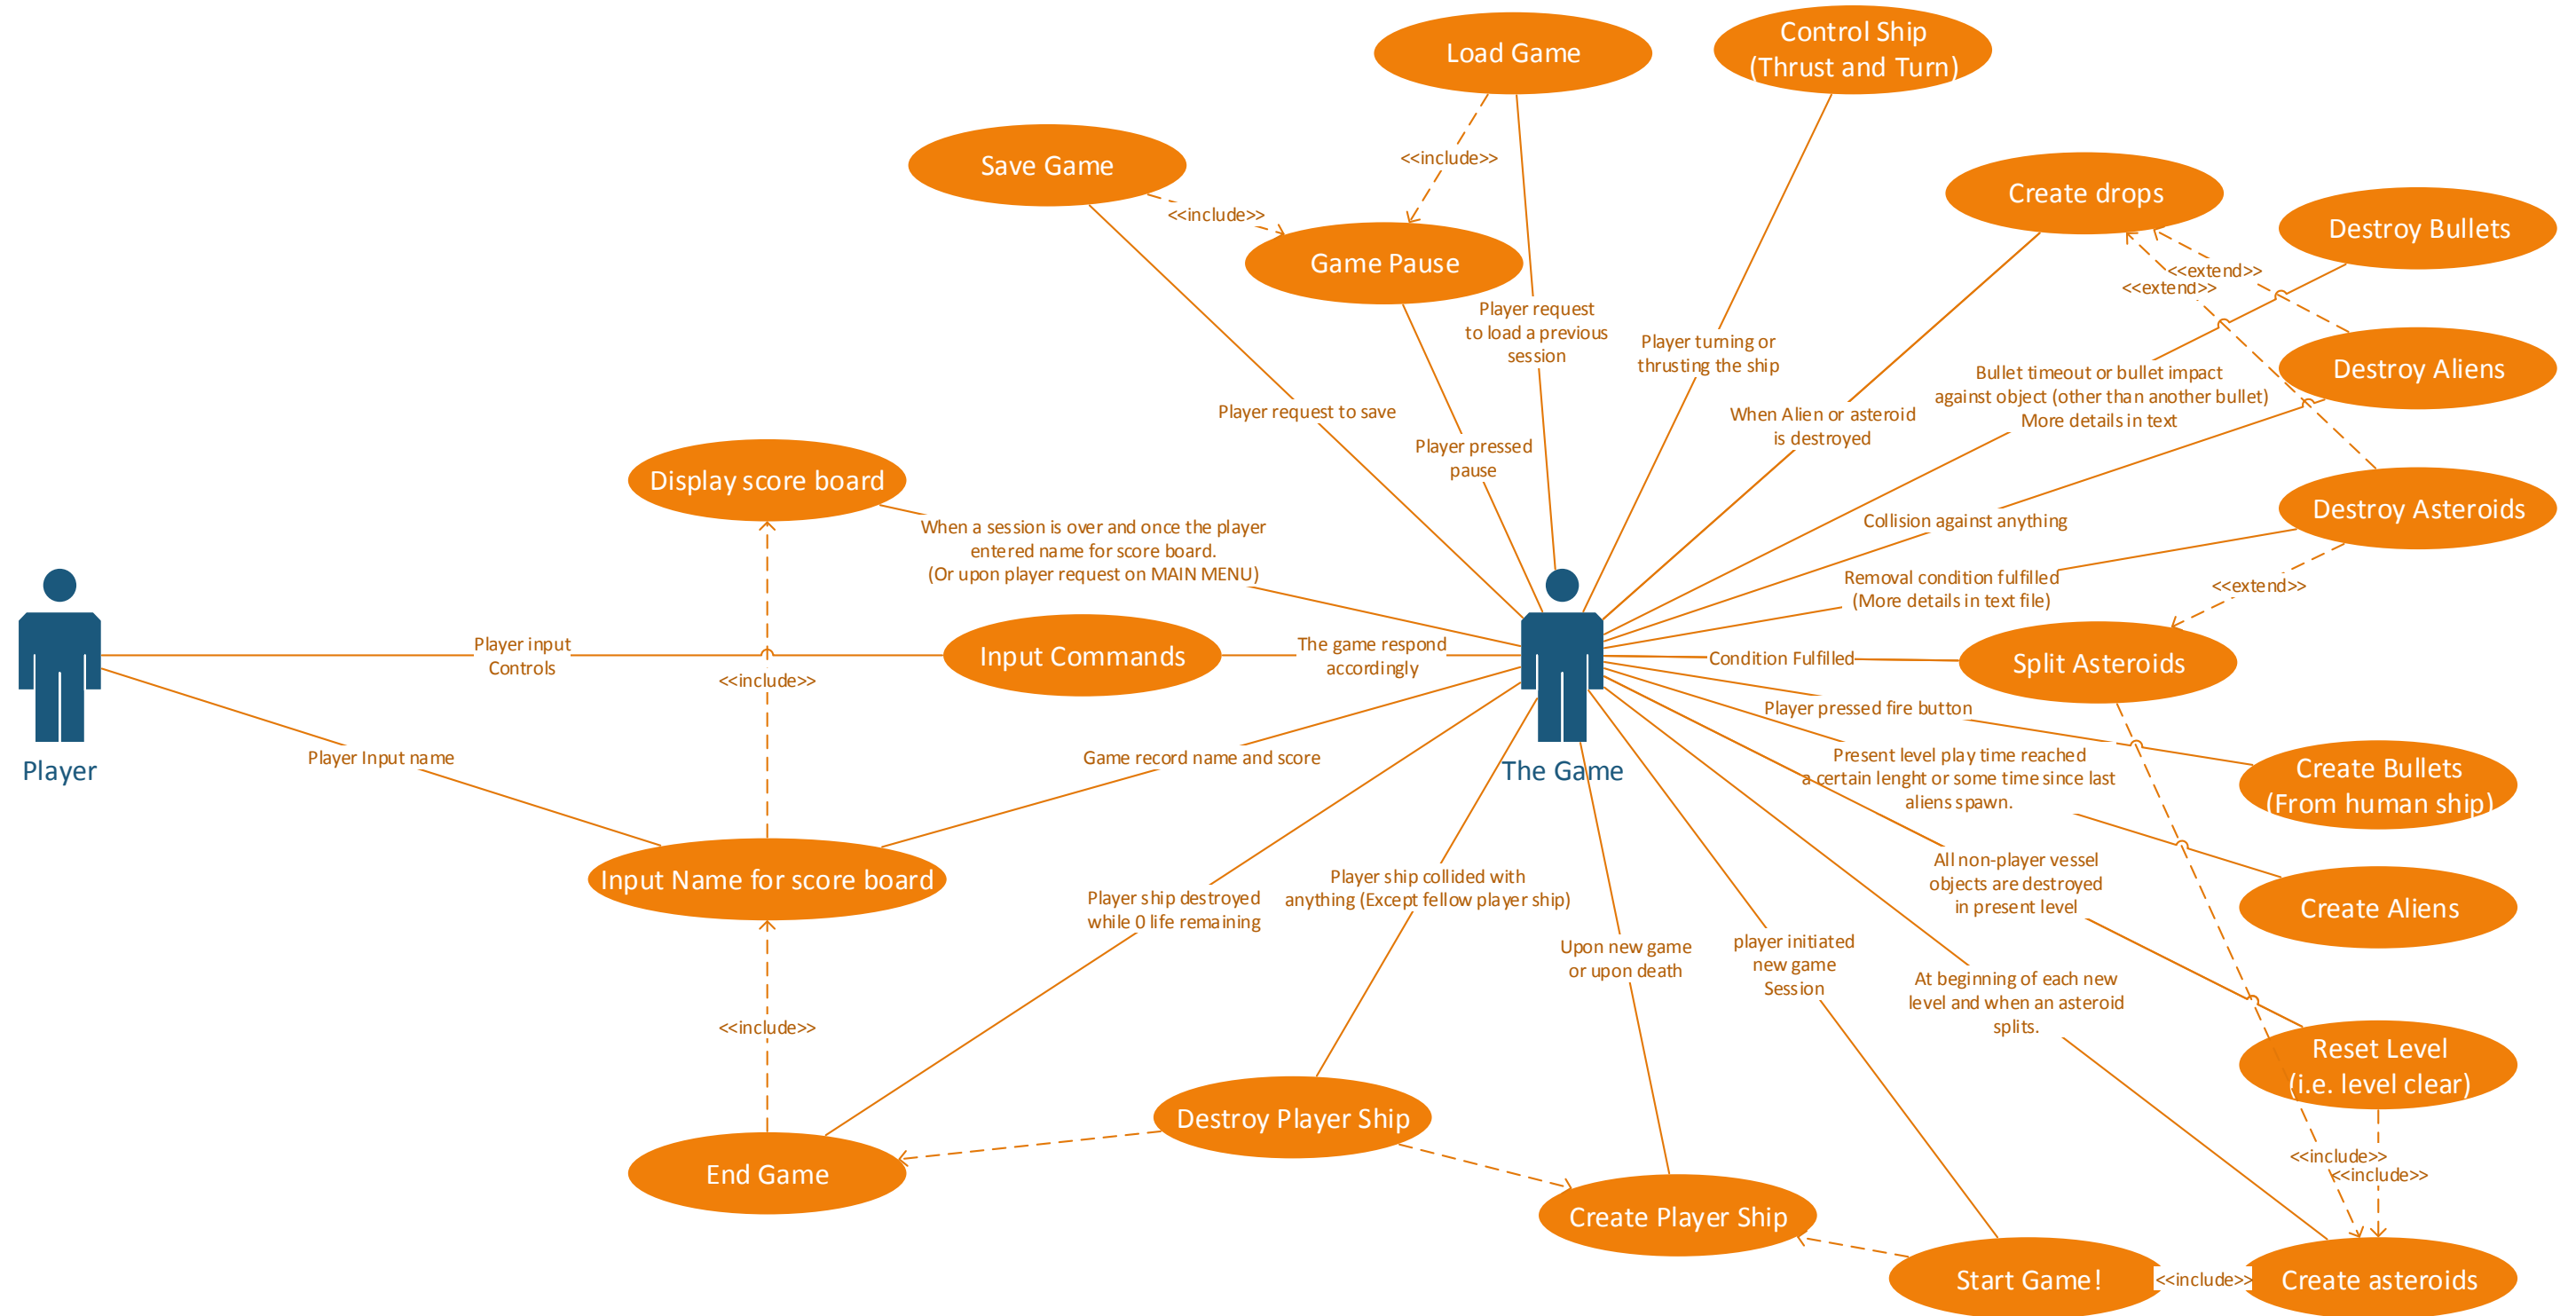 Load Game
Control Ship
(Thrust and Turn)
Save Game
<<include>>
<<include>>
Game Pause
Create drops
Destroy Bullets
<<extend>>
<<extend>>
Player request
to load a previous
session
Player turning or
thrusting the ship
Destroy Aliens
Bullet timeout or bullet impact
against object (other than another bullet)
More details in text
Player request to save
When Alien or asteroid
is destroyed
Player pressed
pause
Display score board
Destroy Asteroids
When a session is over and once the player
entered name for score board.
(Or upon player request on MAIN MENU)
Collision against anything
Removal condition fulfilled
(More details in text file)
<<extend>>
Player input
Controls
Input Commands
The game respond
accordingly
Condition Fulfilled
Split Asteroids
<<include>>
Player pressed fire button
Player
Player Input name
Game record name and score
The Game
Present level play time reached
a certain lenght or some time since last
aliens spawn.
Create Bullets
(From human ship)
Input Name for score board
Player ship destroyed
while 0 life remaining
Player ship collided with
anything (Except fellow player ship)
All non-player vessel
objects are destroyed
in present level
Create Aliens
Upon new game
or upon death
player initiated
new game
Session
At beginning of each new
level and when an asteroid
splits.
<<include>>
Reset Level
(i.e. level clear)
Destroy Player Ship
End Game
<<include>>
<<include>>
Create Player Ship
Start Game!
<<include>>
Create asteroids